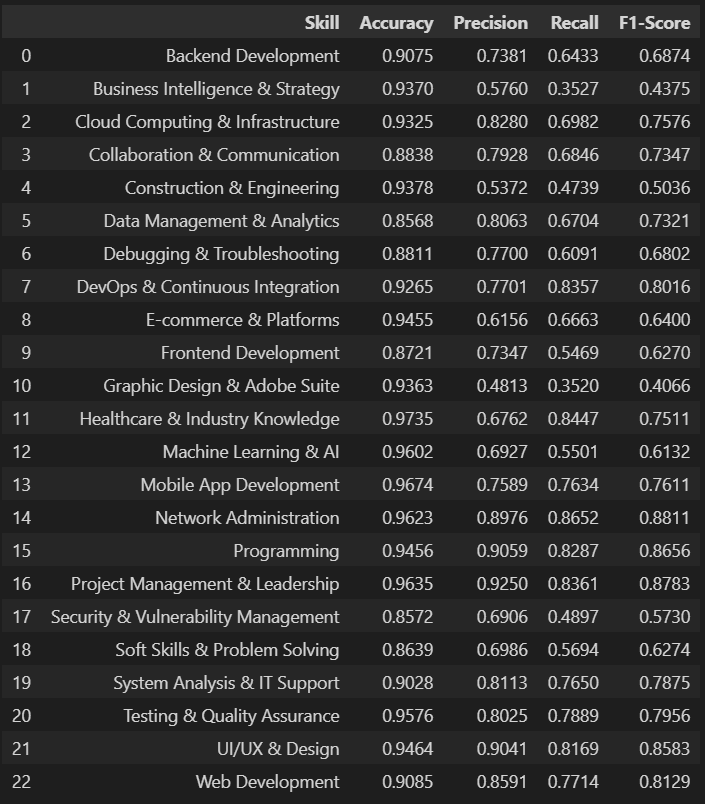 Skill Accuracy Precision Recall F1-Score
0 Backend Development 0.9075 0.7381 0.6433 0.6874
1 Business Intelligence & Strategy 0.9370 0.5760 0.3527 0.4375
2 Cloud Computing & Infrastructure 0.9325 0.8280 0.6982 0.7576
3 Collaboration & Communication 0.8838 0.7928 0.6846 0.7347
4 Construction & Engineering 0.9378 0.5372 0.4739 0.5036
5 Data Management & Analytics 0.8568 0.8063 0.6704 0.7321
6 Debugging & Troubleshooting 0.8811 0.7700 0.6091 0.6802
7 DevOps & Continuous Integration 0.9265 0.7701 0.8357 0.8016
8 E-commerce & Platforms 0.9455 0.6156 0.6663 0.6400
9 Frontend Development 0.8721 0.7347 0.5469 0.6270
10 Graphic Design & Adobe Suite 0.9363 0.4813 0.3520 0.4066
11 Healthcare & Industry Knowledge 0.9735 0.6762 0.8447 0.7511
12 Machine Learning & AI 0.9602 0.6927 0.5501 0.6132
13 Mobile App Development 0.9674 0.7589 0.7634 0.7611
14 Network Administration 0.9623 0.8976 0.8652 0.8811
15 Programming 0.9456 0.9059 0.8287 0.8656
16 Project Management & Leadership 0.9635 0.9250 0.8361 0.8783
17 Security & Vulnerability Management 0.8572 0.6906 0.4897 0.5730
18 Soft Skills & Problem Solving 0.8639 0.6986 0.5694 0.6274
19 System Analysis & IT Support 0.9028 0.8113 0.7650 0.7875
20 Testing & Quality Assurance 0.9576 0.8025 0.7889 0.7956
21 UI/UX & Design 0.9464 0.9041 0.8169 0.8583
22 Web Development 0.9085 0.8591 0.7714 0.8129